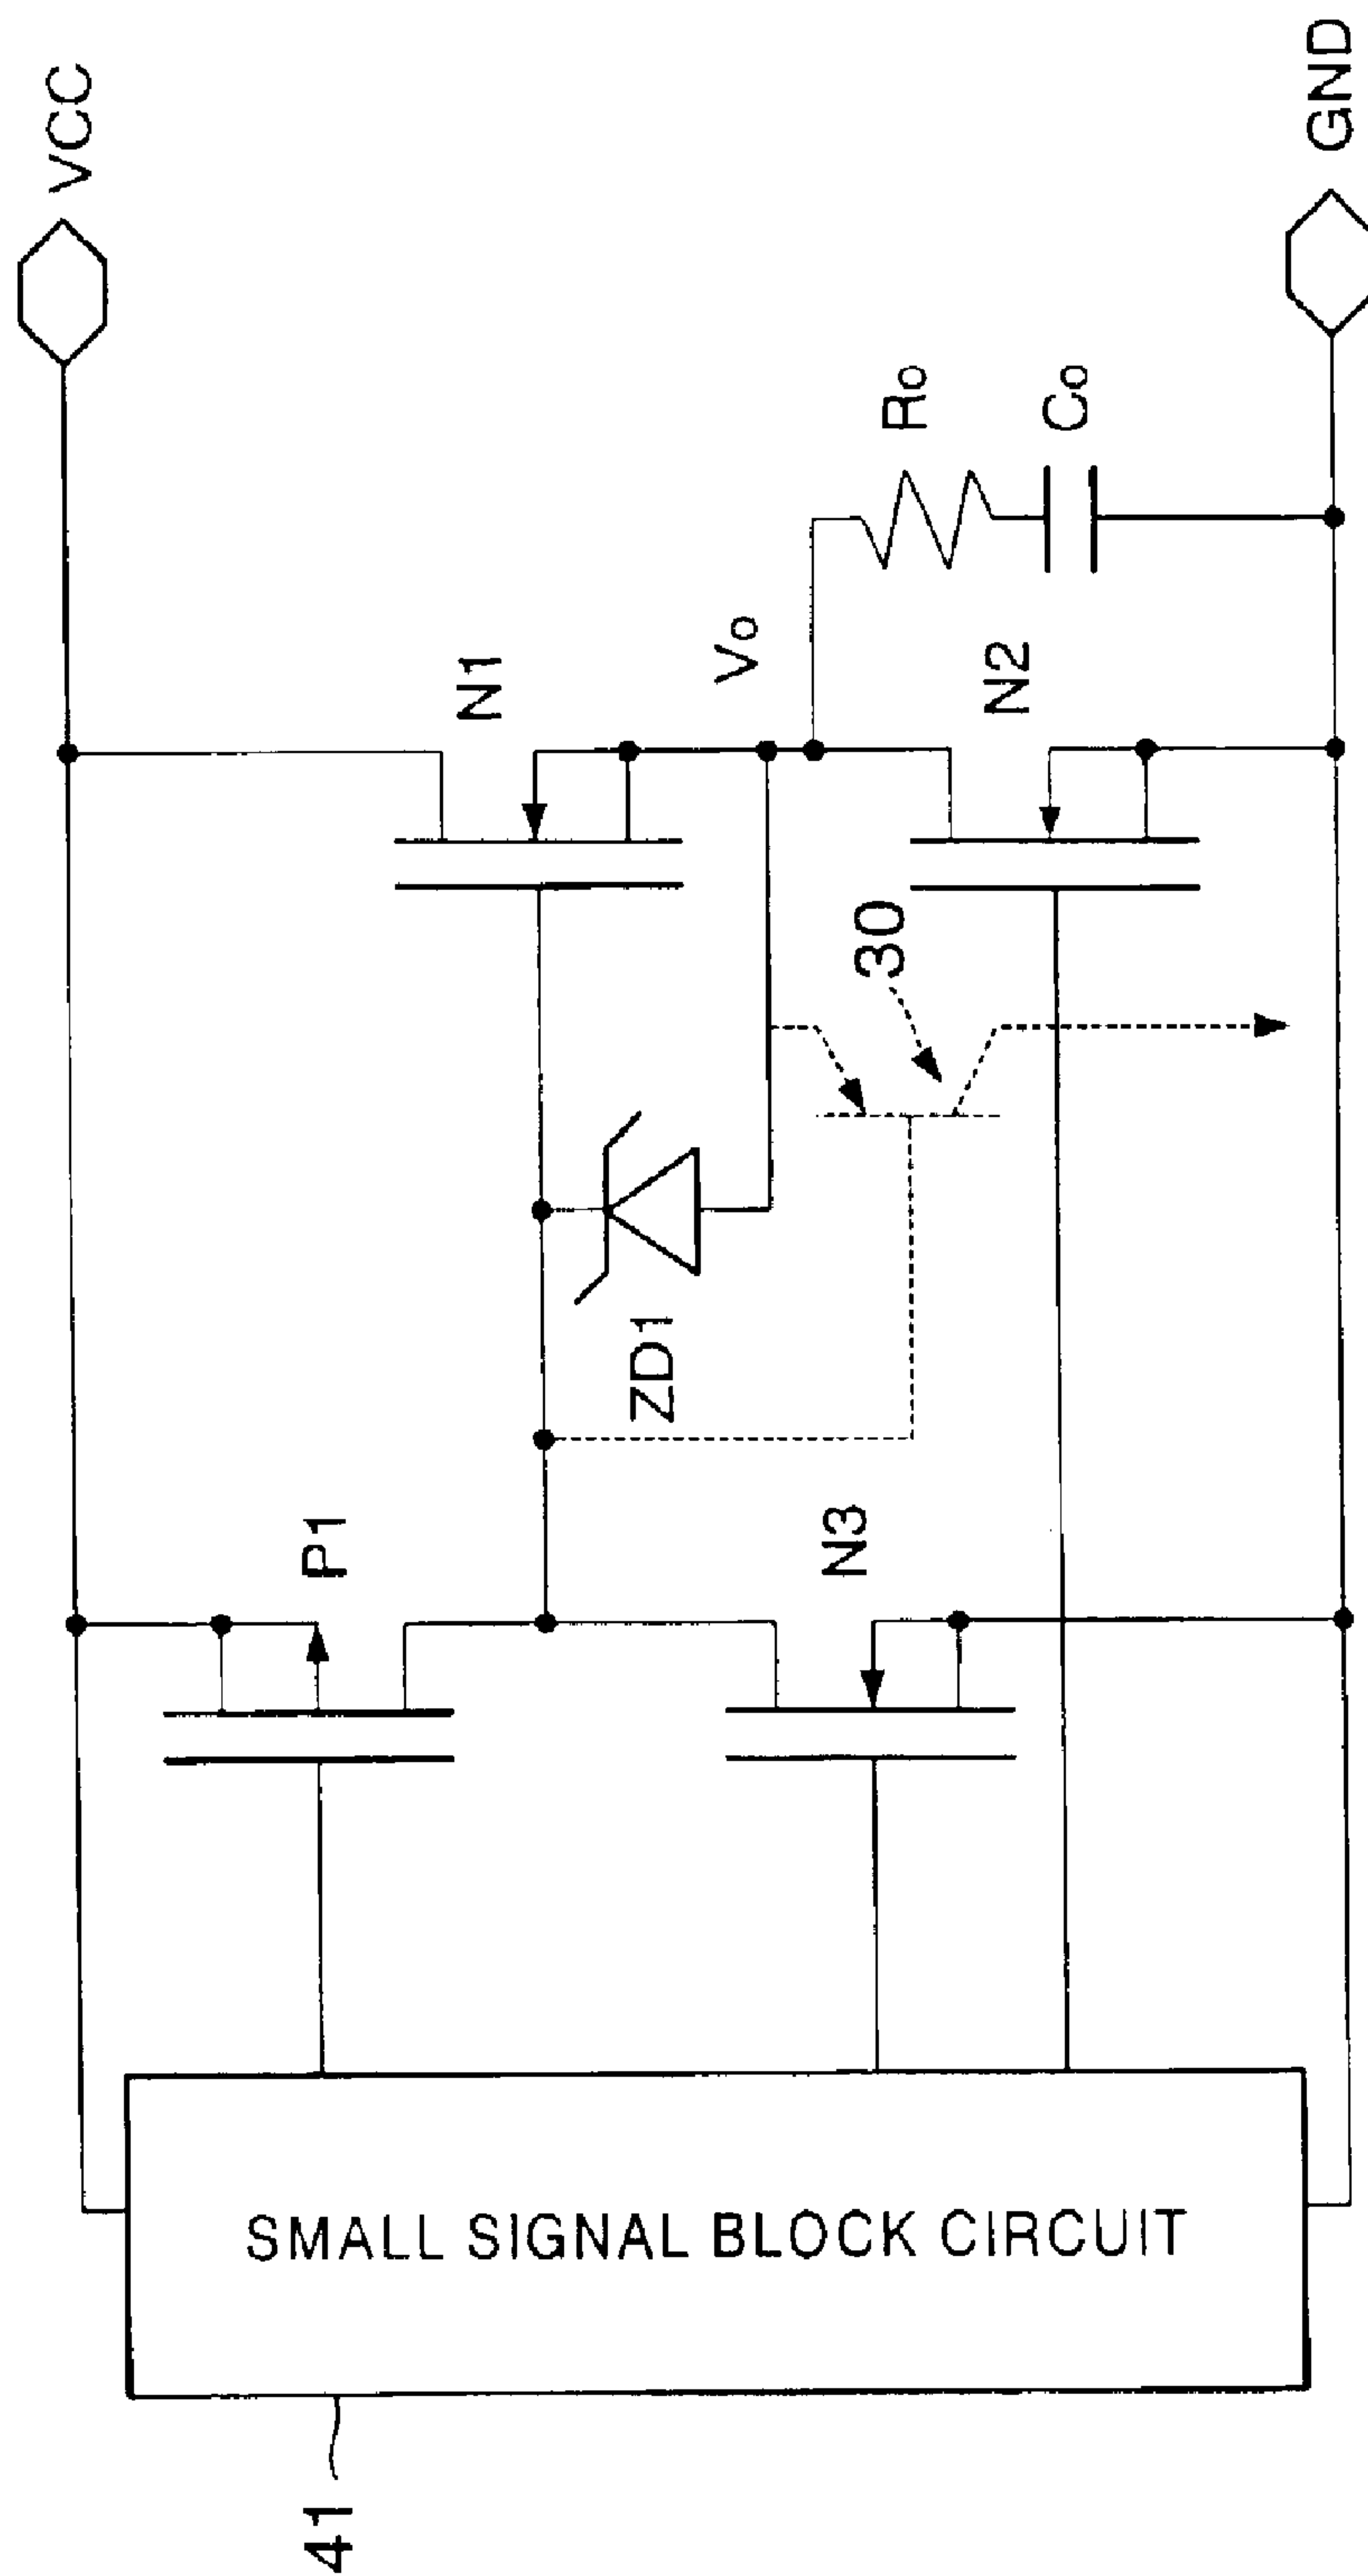 VCC
P1
N1
ZD1
Vo
Ro
N3
30
N2
Co
GND
SMALL SIGNAL BLOCK CIRCUIT
41